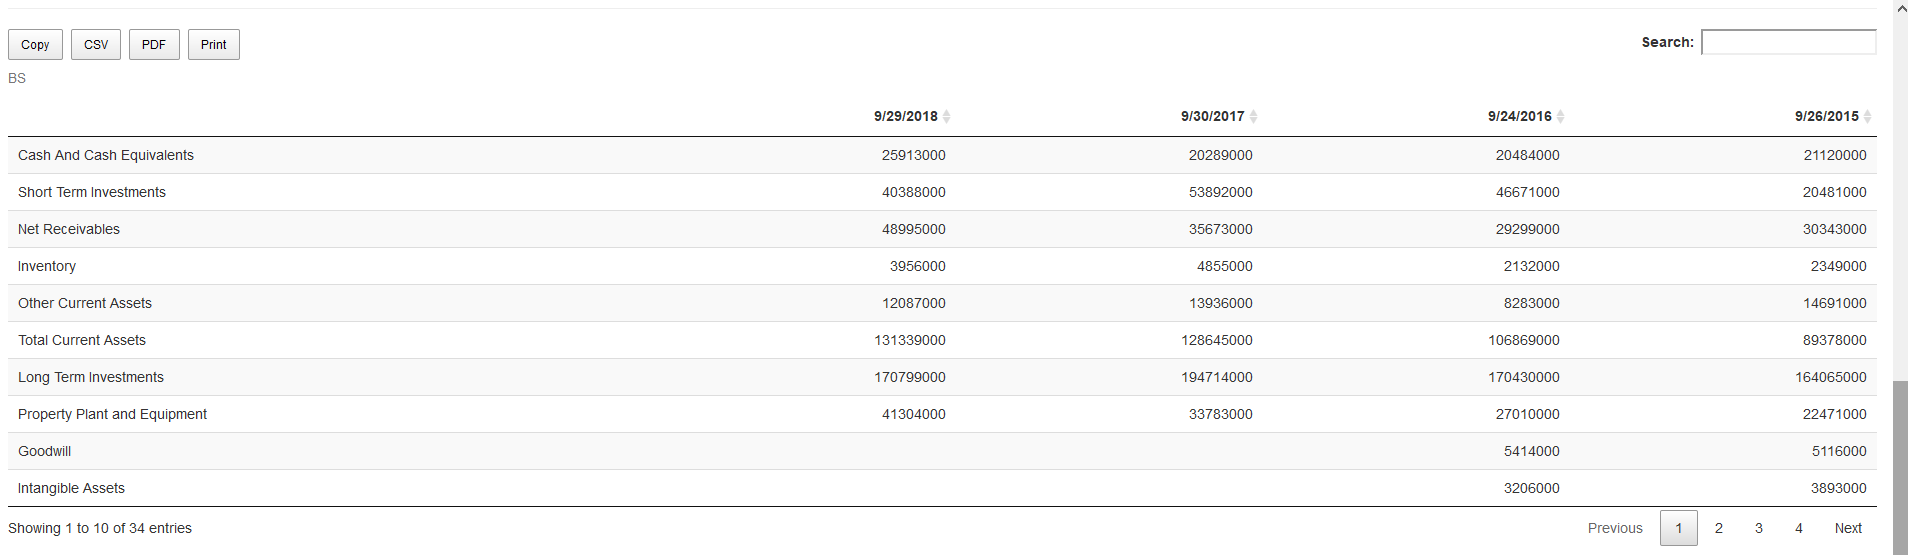 Copy CSV PDF Print Search:
BS
9/29/2018 9/30/2017 9/24/2016 9/26/2015
Cash And Cash Equivalents 25913000 20289000 20484000 21120000
Short Term Investments 40388000 53892000 46671000 20481000
Net Receivables 48995000 35673000 29299000 30343000
Inventory 3956000 4855000 2132000 2349000
Other Current Assets 12087000 13936000 8283000 14691000
Total Current Assets 131339000 128645000 106869000 89378000
Long Term Investments 170799000 194714000 170430000 164065000
Property Plant and Equipment 41304000 33783000 27010000 22471000
Goodwill 5414000 5116000
Intangible Assets 3206000 3893000
Showing 1 to 10 of 34 entries Previous 1 2 3 4 Next